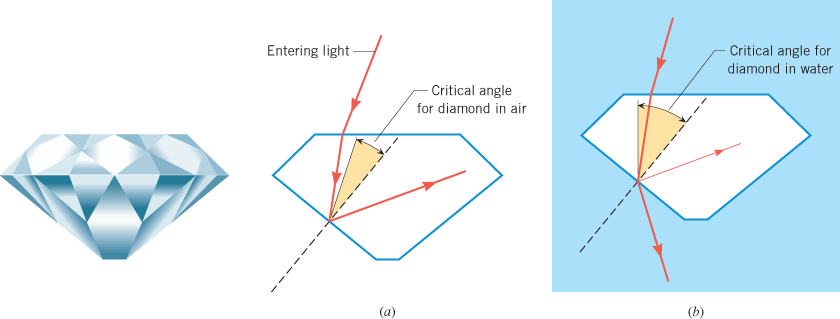 Entering light
Critical angle
for diamond in air
Critical angle for
diamond in water
(a)
(b)